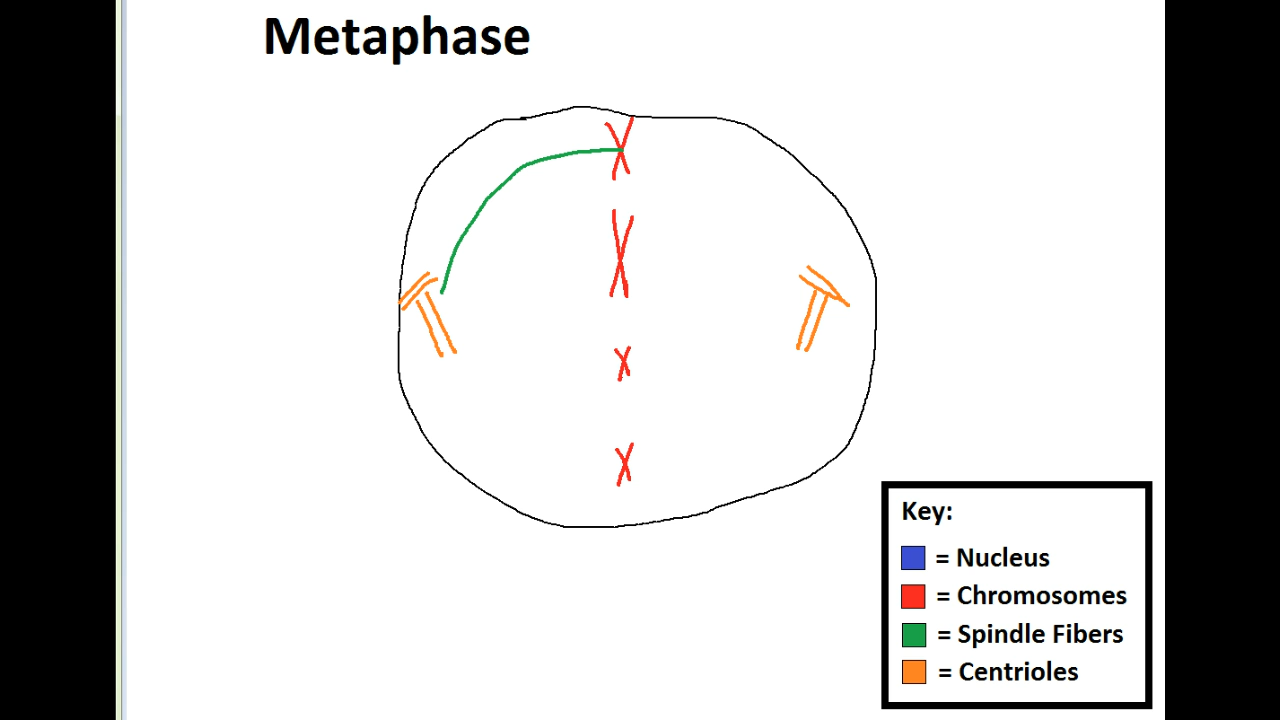 Metaphase
Key:
= Nucleus
= Chromosomes
= Spindle Fibers
= Centrioles